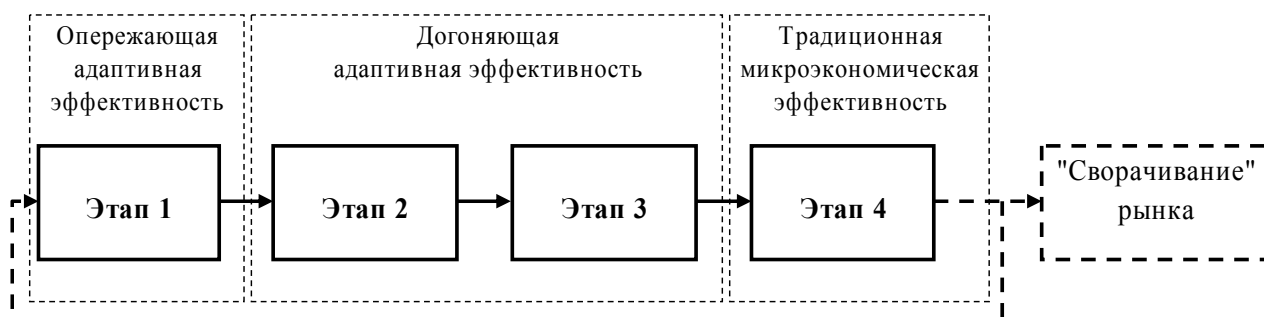 Опережающая
адаптивная
эффективность
Догоняющая
адаптивная эффективность
Традиционная
микроэкономическая
эффективность
Этап 1
Этап 2
Этап 3
Этап 4
"Сворачивание"
рынка